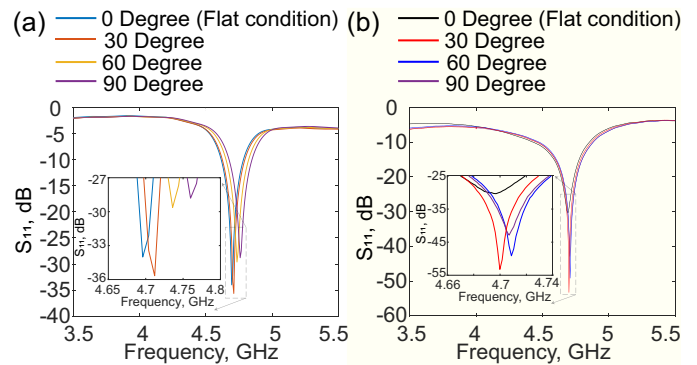 (a)
0 Degree (Flat condition)
30 Degree
60 Degree
90 Degree
0
-5
-10
-15
-20
-25
-30
-35
-40
S₁₁, dB
3.5
4
4.5
5
5.5
Frequency, GHz
-27
-30
-33
-36
S₁₁, dB
4.65
4.7
4.75
4.8
Frequency, GHz
(b)
0 Degree (Flat condition)
30 Degree
60 Degree
90 Degree
0
-10
-20
-30
-40
-50
-60
S₁₁, dB
3.5
4
4.5
5
5.5
Frequency, GHz
-25
-35
-45
-55
S₁₁, dB
4.66
4.7
4.74
Frequency, GHz